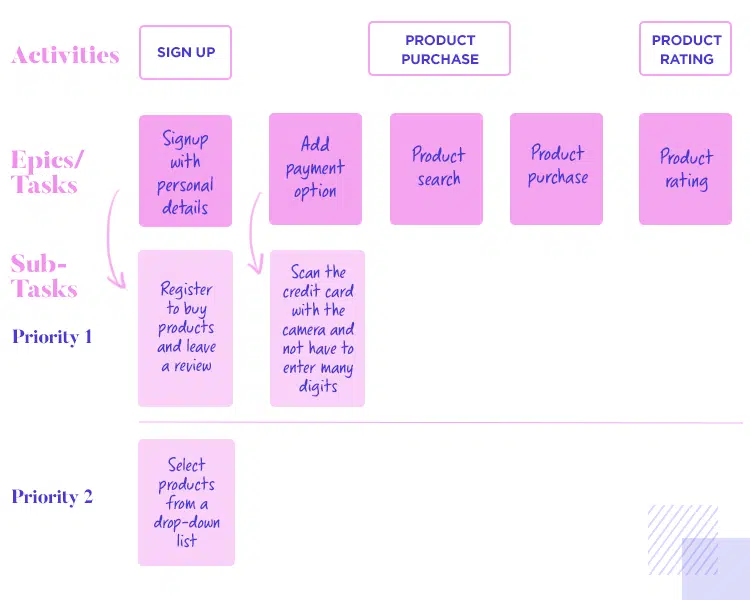 Activities
SIGN UP
PRODUCT
PURCHASE
PRODUCT
RATING
Epics/
Tasks
Signup
with
personal
details
Add
payment
option
Product
search
Product
purchase
Product
rating
Sub-
Tasks
Priority 1
Register
to buy
products
and leave
a review
Scan the
credit card
with the
camera and
not have to
enter many
digits
Priority 2
Select
products
from a
drop-down
list